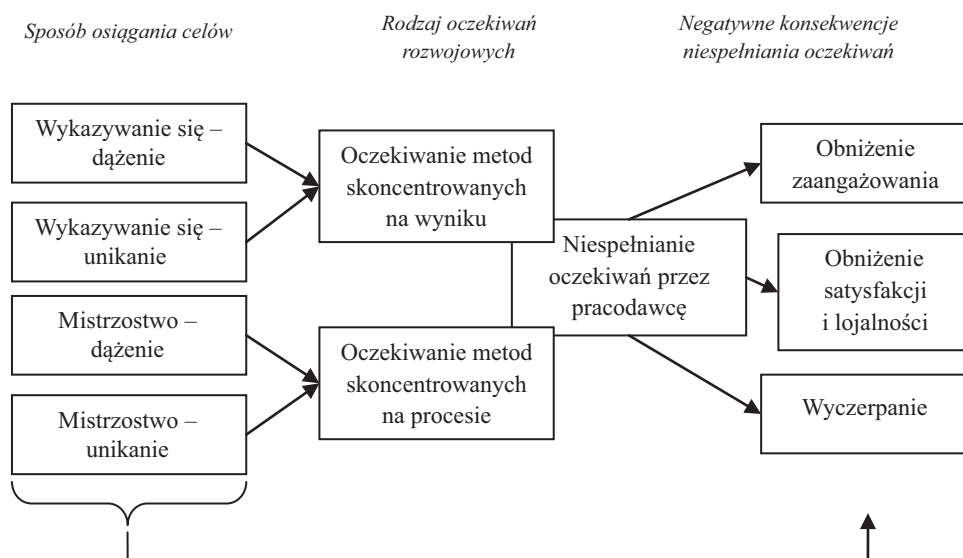 Sposób osiągania celów
Rodzaj oczekiwań
rozwojowych
Negatywne konsekwencje
niespełniania oczekiwań
Wykazywanie się –
dążenie
Wykazywanie się –
unikanie
Mistrzostwo –
dążenie
Mistrzostwo –
unikanie
Oczekiwanie metod
skoncentrowanych
na wyniku
Oczekiwanie metod
skoncentrowanych
na procesie
Niespełnianie
oczekiwań przez
pracodawcę
Obniżenie
zaangażowania
Obniżenie
satysfakcji
i lojalności
Wyczerpanie